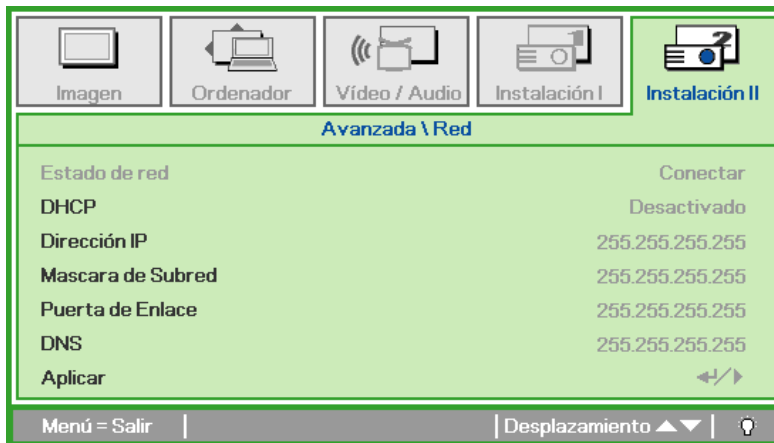 Imagen
Ordenador
Vídeo / Audio
Instalación I
Instalación II
Avanzada \ Red
Estado de red Conectar
DHCP Desactivado
Dirección IP 255.255.255.255
Mascara de Subred 255.255.255.255
Puerta de Enlace 255.255.255.255
DNS 255.255.255.255
Aplicar
Menú = Salir Desplazamiento